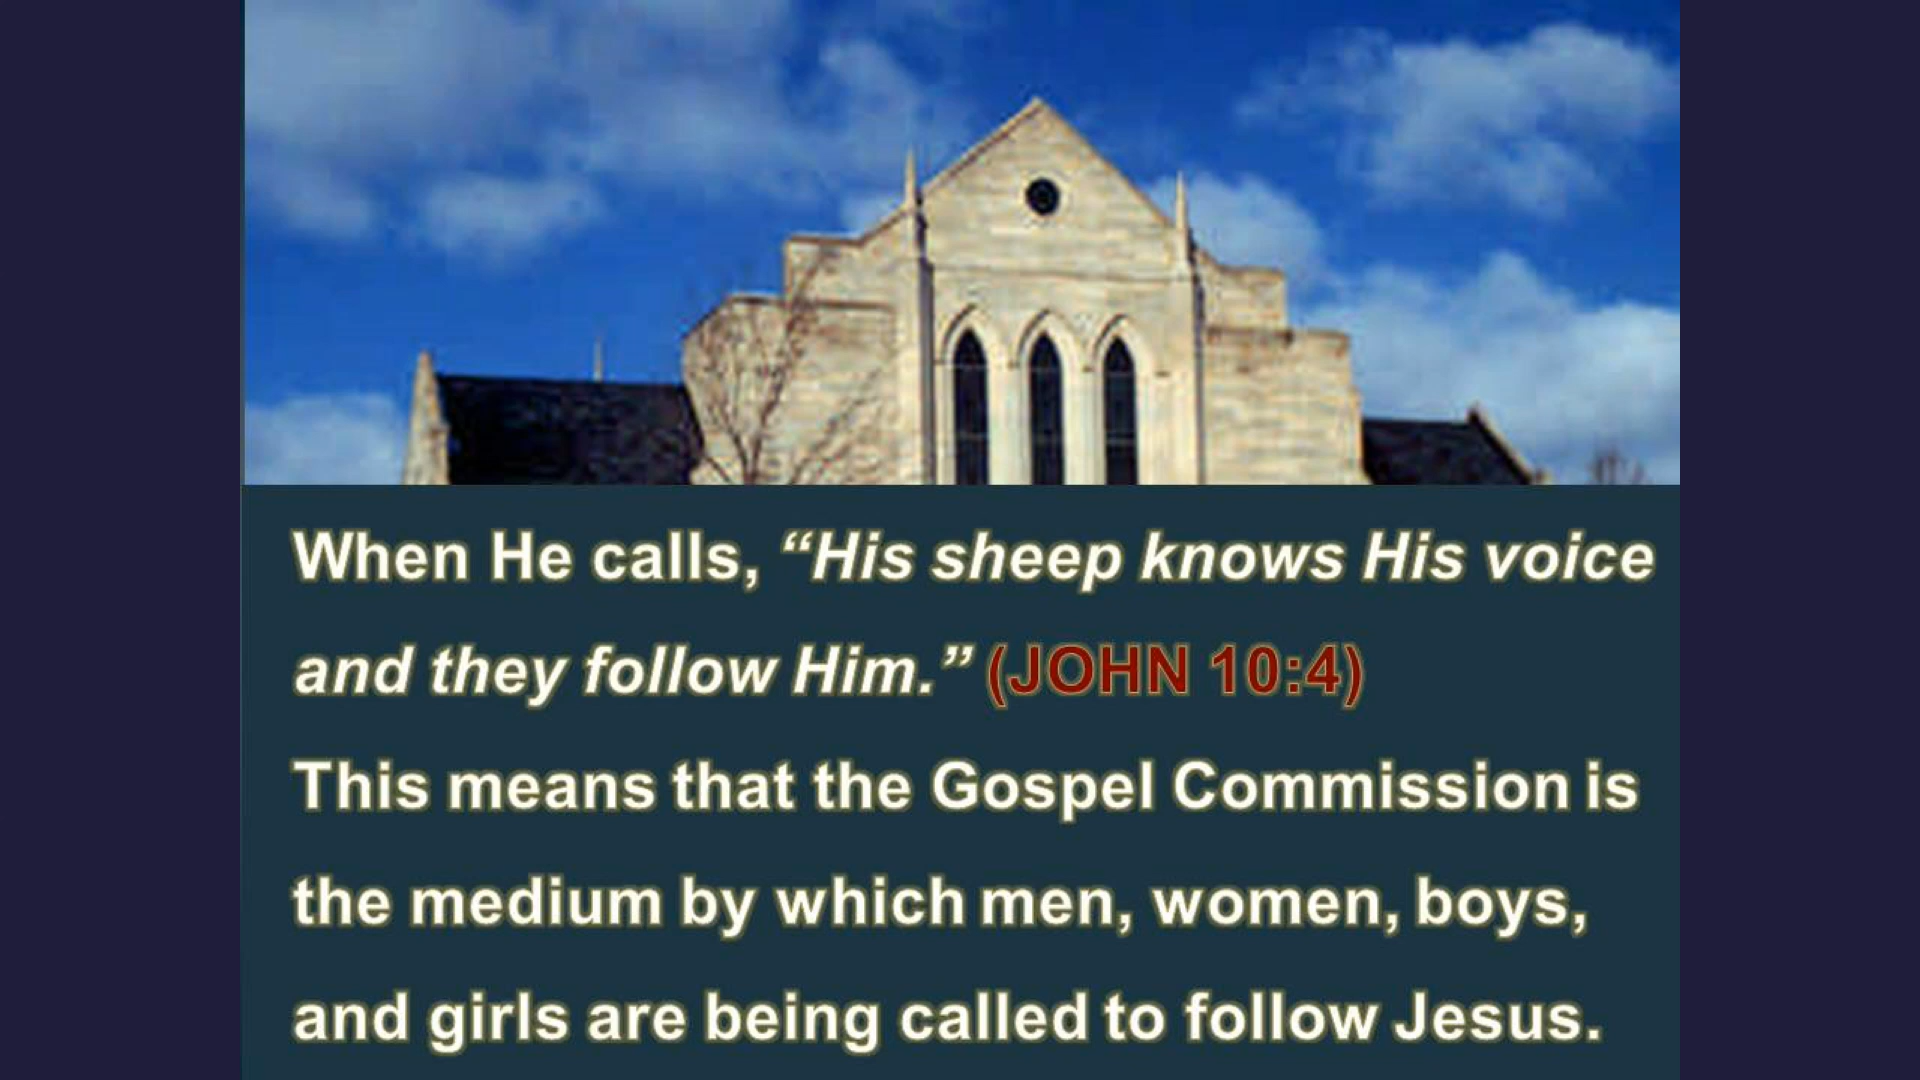 When He calls, “His sheep knows His voice
and they follow Him.” (JOHN 10:4)
This means that the Gospel Commission is
the medium by which men, women, boys,
and girls are being called to follow Jesus.